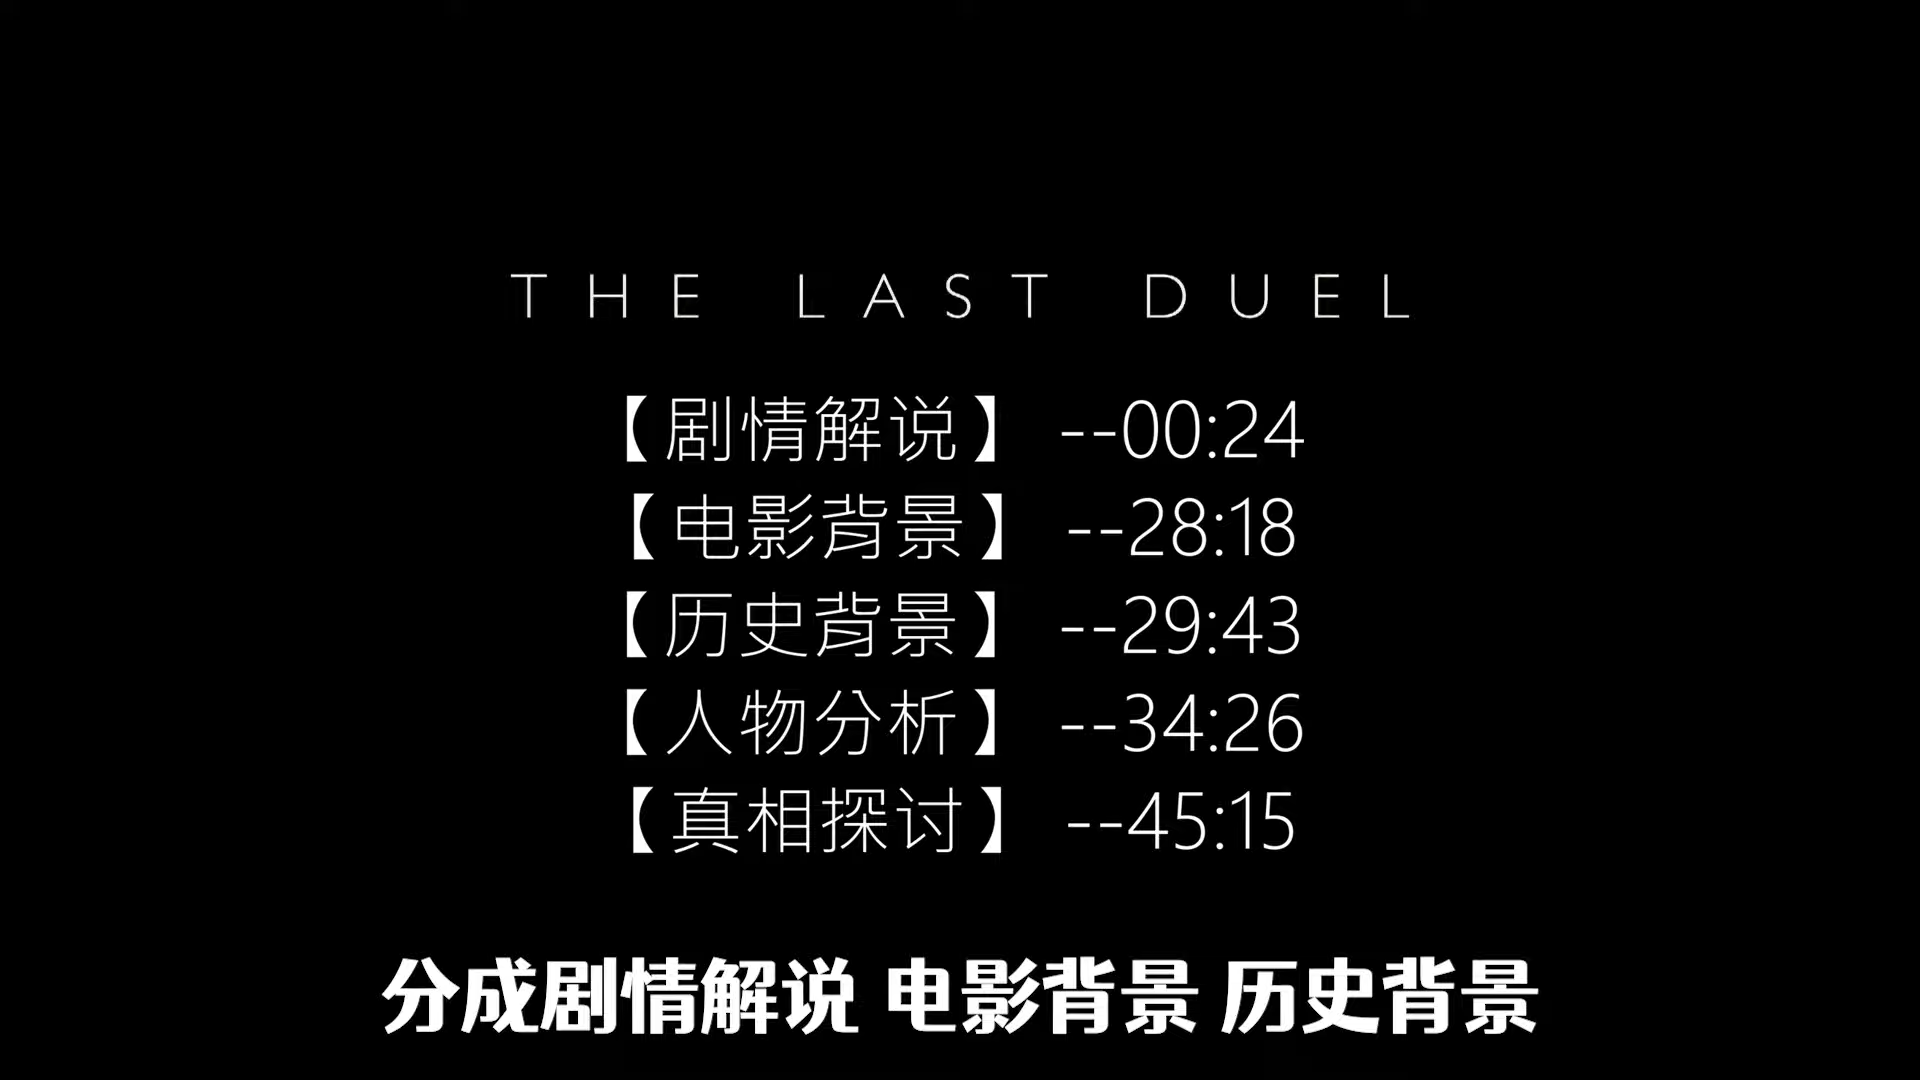 THE LAST DUEL
【剧情解说】 --00:24
【电影背景】 --28:18
【历史背景】 --29:43
【人物分析】 --34:26
【真相探讨】 --45:15
分成剧情解说 电影背景 历史背景